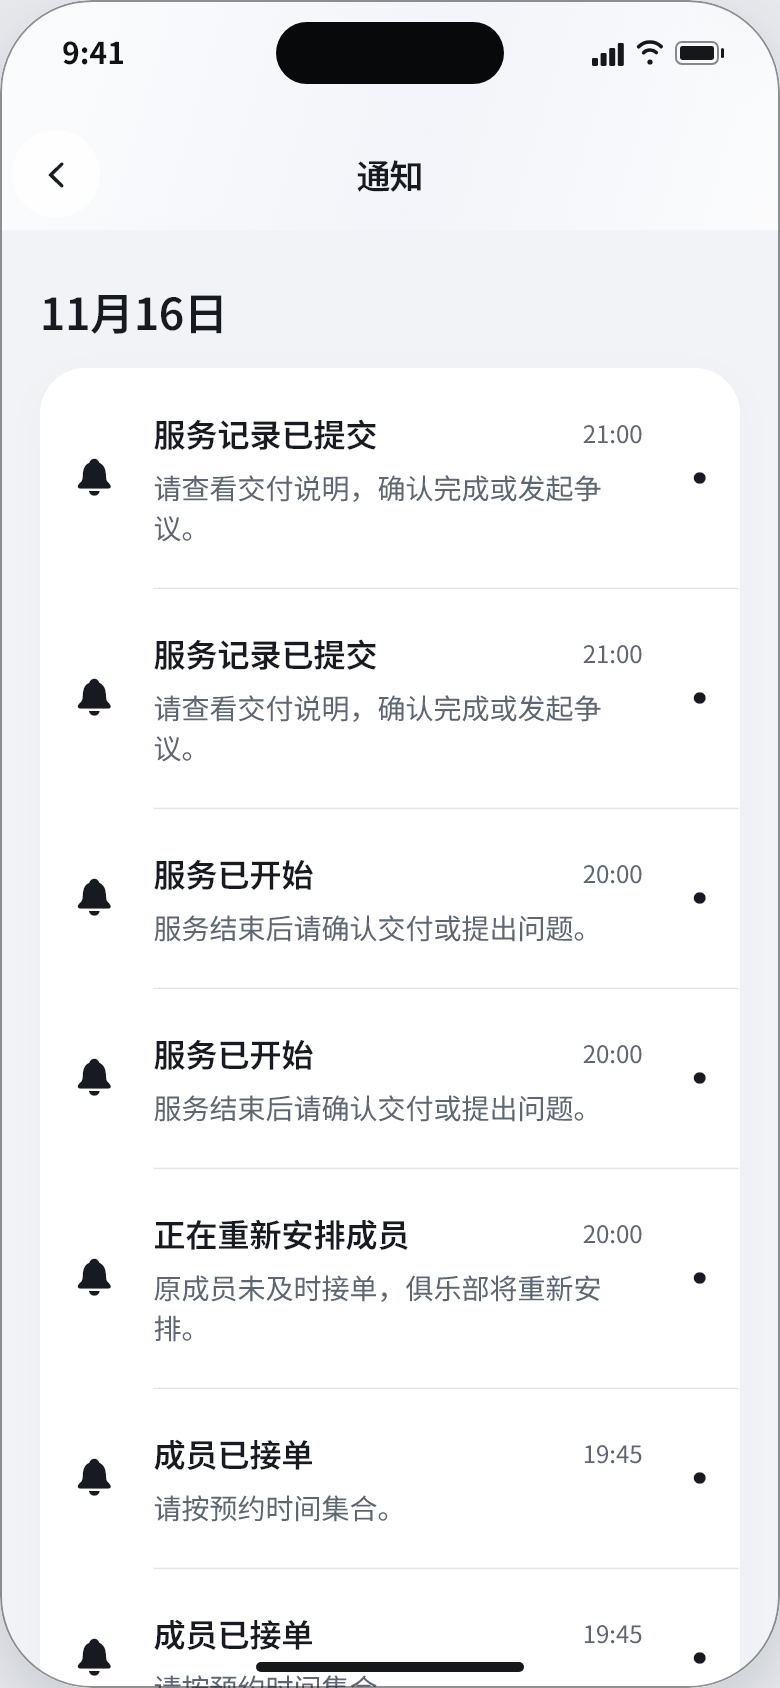 9:41
通知
11月16日
服务记录已提交
21:00
请查看交付说明，确认完成或发起争
议。
服务记录已提交
21:00
请查看交付说明，确认完成或发起争
议。
服务已开始
20:00
服务结束后请确认交付或提出问题。
服务已开始
20:00
服务结束后请确认交付或提出问题。
正在重新安排成员
20:00
原成员未及时接单，俱乐部将重新安
排。
成员已接单
19:45
请按预约时间集合。
成员已接单
19:45
请按预约时间集合